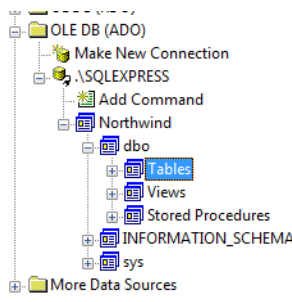 OLE DB (ADO)
Make New Connection
.\SQLEXPRESS
Add Command
Northwind
dbo
Tables
Views
Stored Procedures
INFORMATION_SCHEMA
sys
More Data Sources